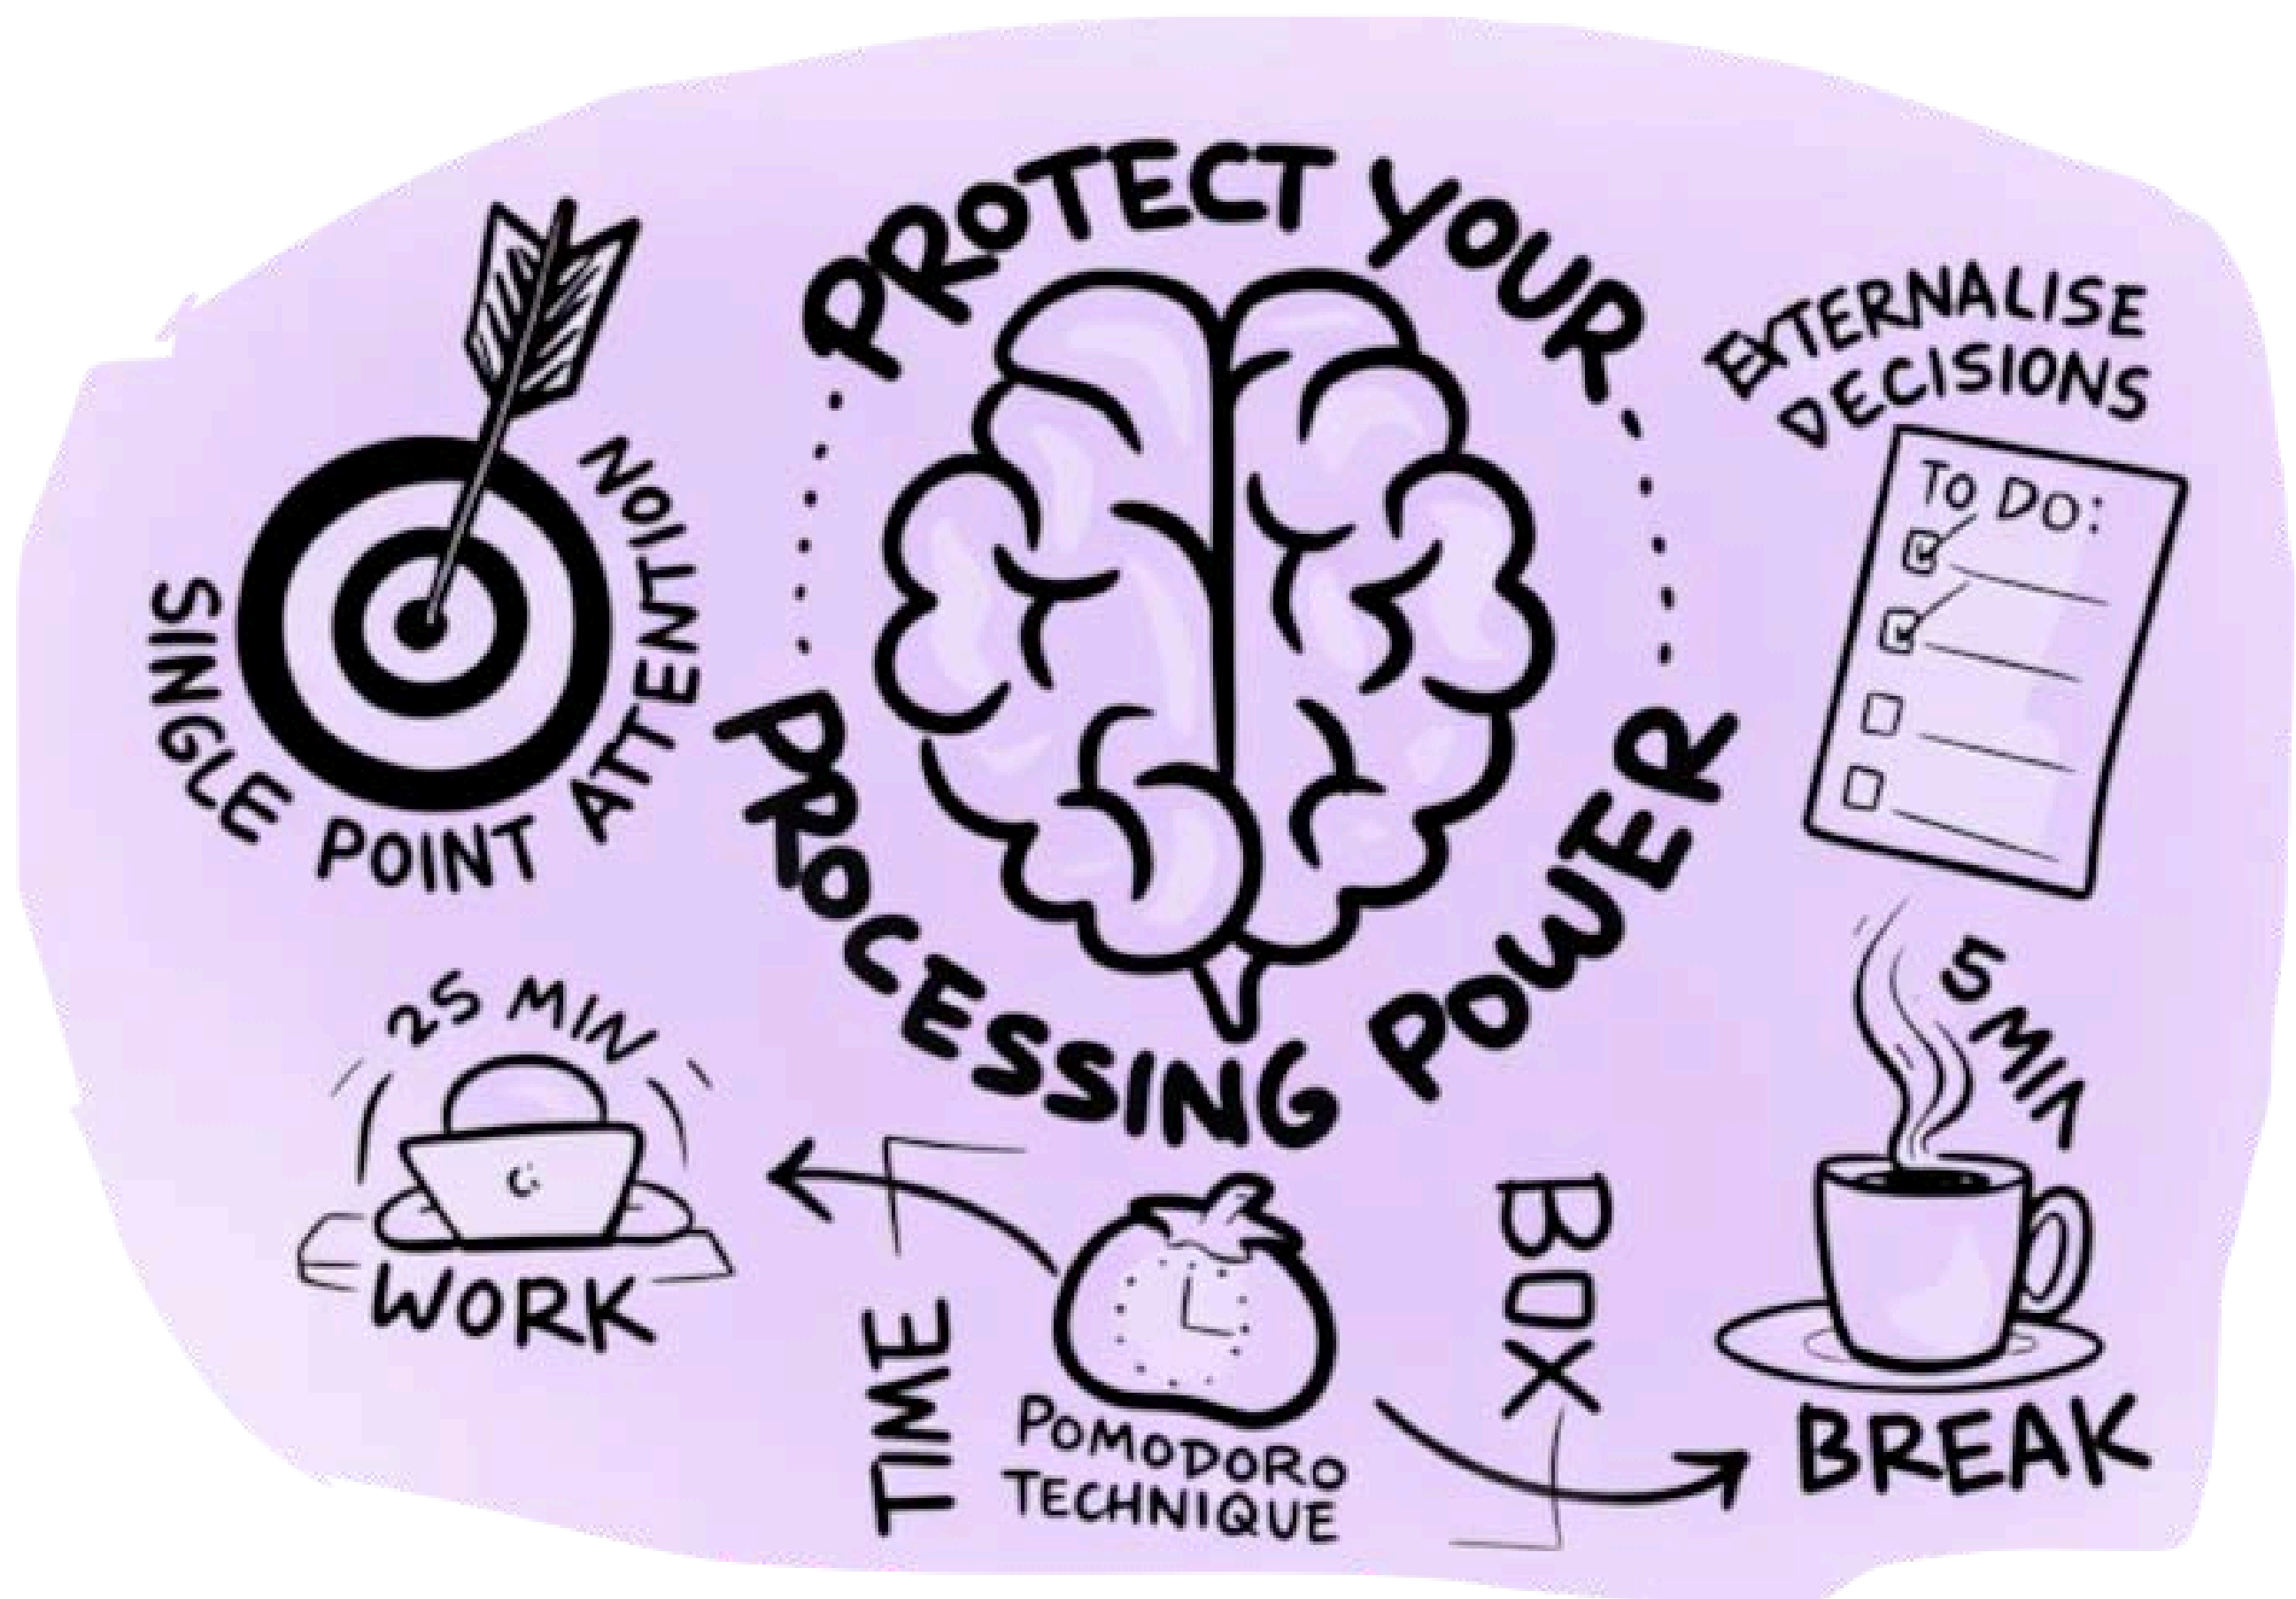 PROTECT YOUR
PROCESSING POWER
SINGLE POINT ATTENTION
EXTERNALISE
DECISIONS
TO DO:
25 MIN
WORK
TIME
BOX
POMODORO
TECHNIQUE
5 MIN
BREAK